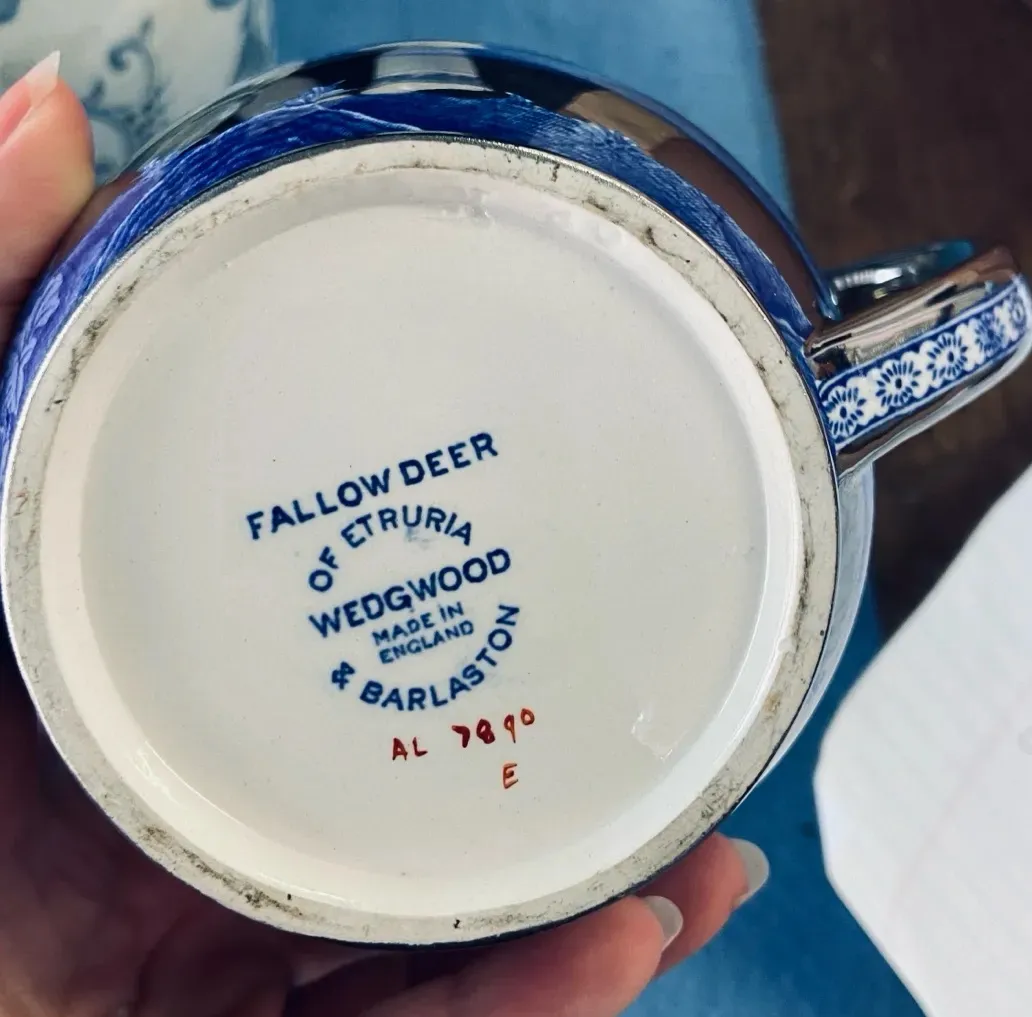 FALLOW DEER
OF ETRURIA
WEDGWOOD
MADE IN
ENGLAND
& BARLASTON
AL 7890
E